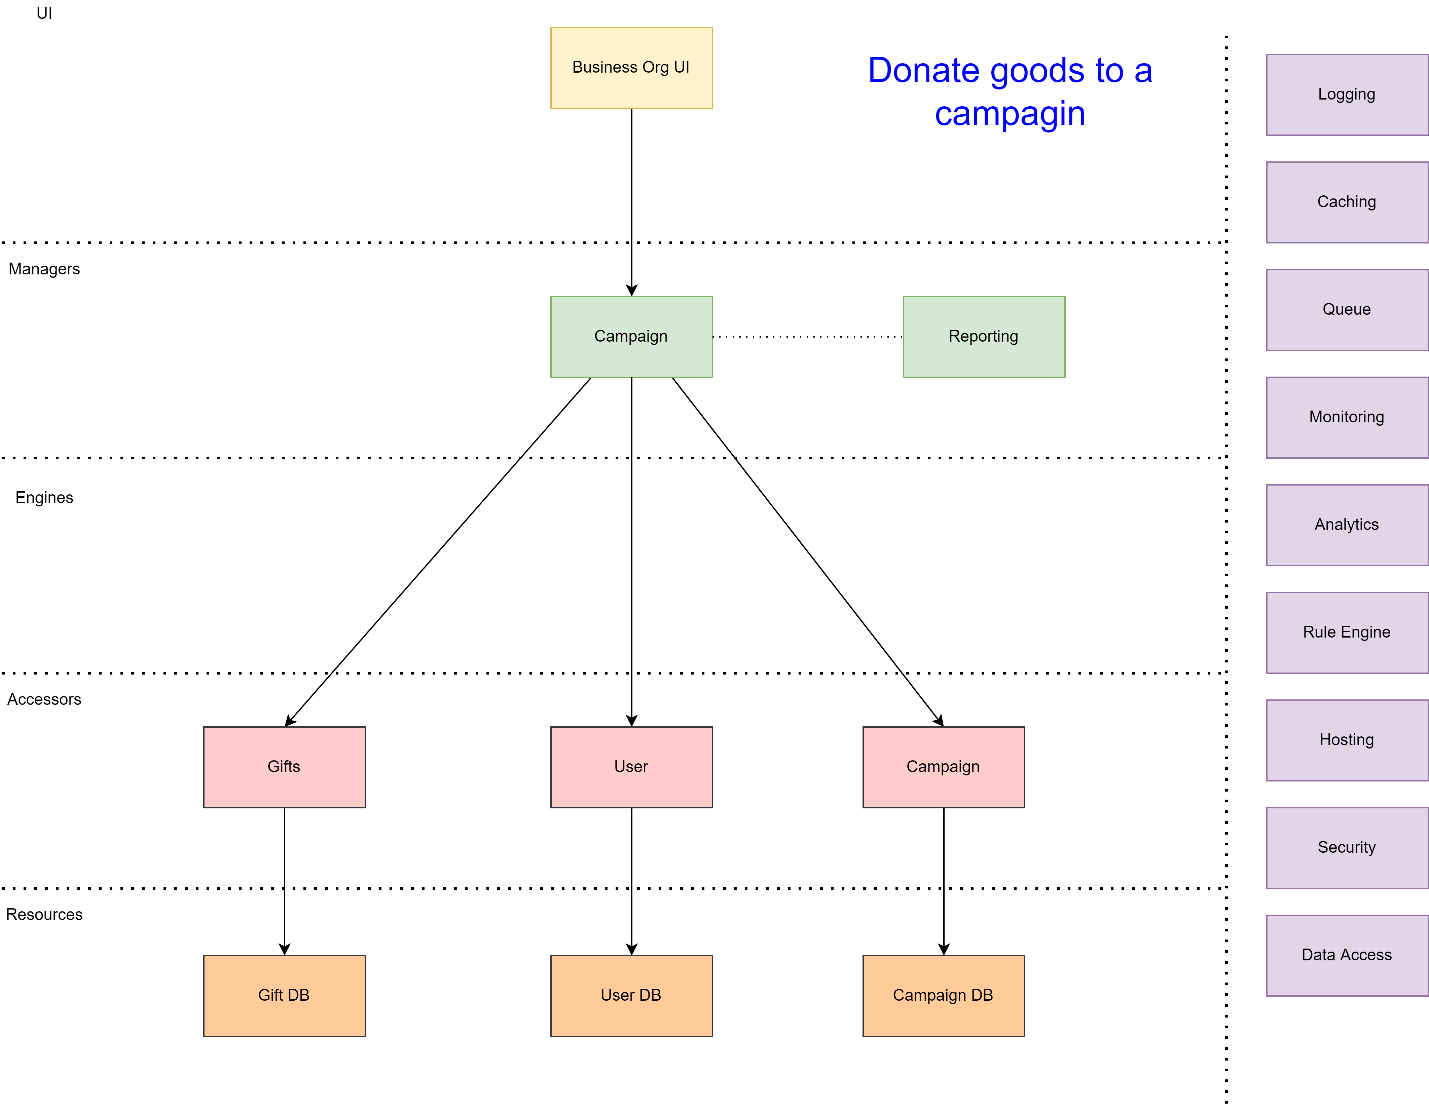 UI
Business Org UI
Donate goods to a
campagin
Logging
Caching
Managers
Campaign
Reporting
Queue
Monitoring
Engines
Analytics
Rule Engine
Accessors
Gifts
User
Campaign
Hosting
Security
Resources
Gift DB
User DB
Campaign DB
Data Access